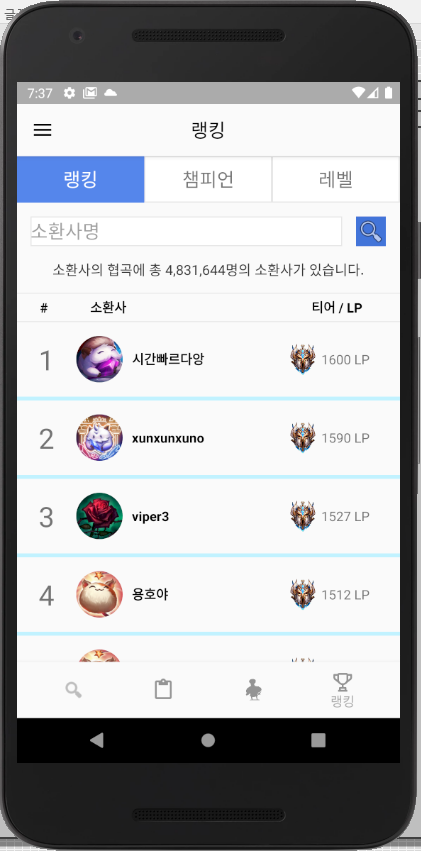 글
7:37
랭킹
랭킹 챔피언 레벨
소환사명
소환사의 협곡에 총 4,831,644명의 소환사가 있습니다.
# 소환사 티어 / LP
1 시간빠르다앙 1600 LP
2 xunxunxuno 1590 LP
3 viper3 1527 LP
4 용호야 1512 LP
랭킹